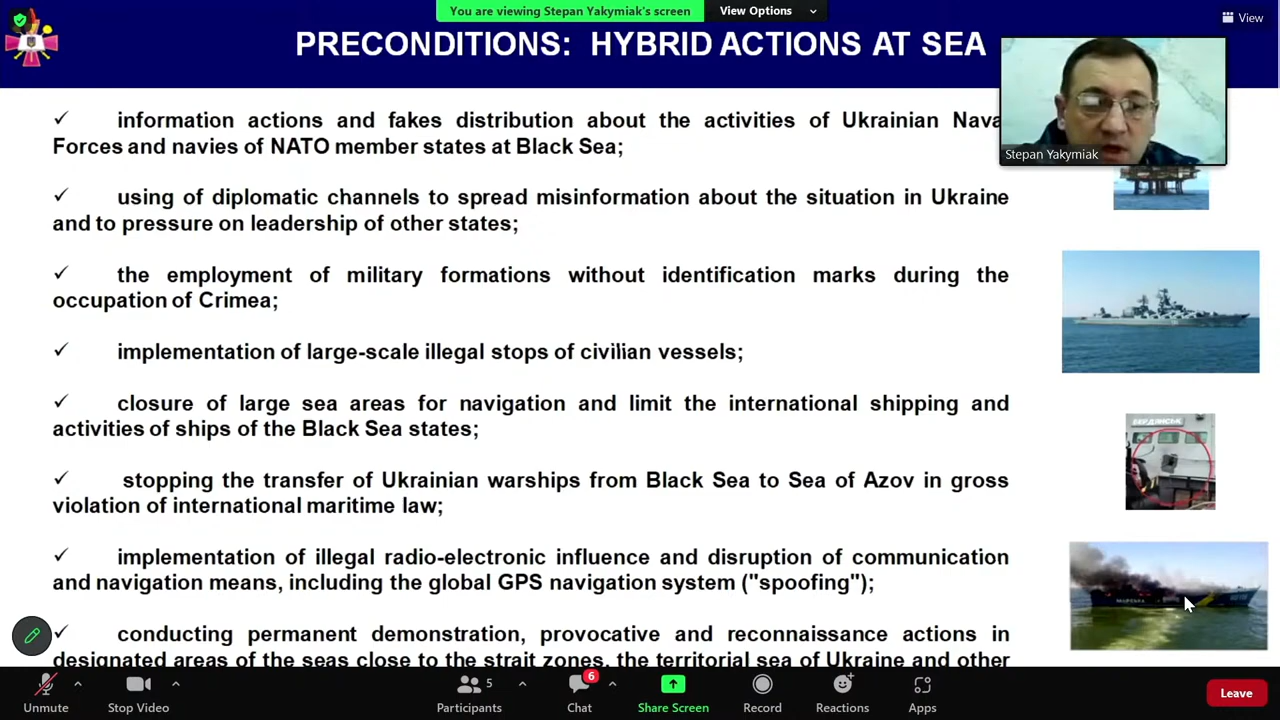 You are viewing Stepan Yakymiak's screen
View Options
View
PRECONDITIONS: HYBRID ACTIONS AT SEA
Stepan Yakymiak
✓ information actions and fakes distribution about the activities of Ukrainian Nava
Forces and navies of NATO member states at Black Sea;
✓ using of diplomatic channels to spread misinformation about the situation in Ukraine
and to pressure on leadership of other states;
✓ the employment of military formations without identification marks during the
occupation of Crimea;
✓ implementation of large-scale illegal stops of civilian vessels;
✓ closure of large sea areas for navigation and limit the international shipping and
activities of ships of the Black Sea states;
✓ stopping the transfer of Ukrainian warships from Black Sea to Sea of Azov in gross
violation of international maritime law;
✓ implementation of illegal radio-electronic influence and disruption of communication
and navigation means, including the global GPS navigation system ("spoofing");
✓ conducting permanent demonstration, provocative and reconnaissance actions in
designated areas of the seas close to the strait zones, the territorial sea of Ukraine and other
Unmute
Stop Video
5
Participants
6
Chat
Share Screen
Record
Reactions
Apps
Leave